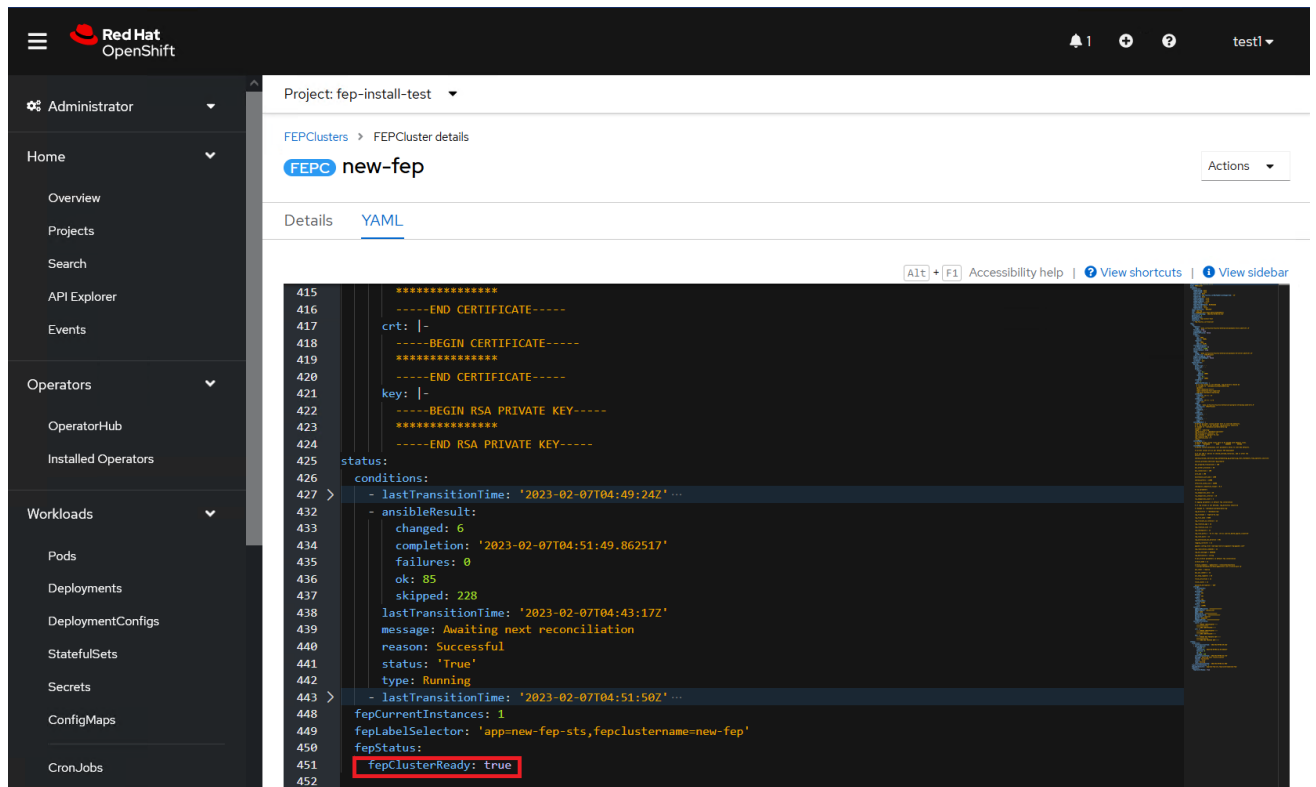 Red Hat
OpenShift
1
test1
Administrator
Project: fep-install-test
FEPClusters > FEPCluster details
FEPC new-fep
Actions
Home
Overview
Projects
Search
API Explorer
Events
Operators
OperatorHub
Installed Operators
Workloads
Pods
Deployments
DeploymentConfigs
StatefulSets
Secrets
ConfigMaps
CronJobs
Details YAML
Alt + F1 Accessibility help | View shortcuts | View sidebar
415 ***************
416 -----END CERTIFICATE-----
417 crt: |-
418 -----BEGIN CERTIFICATE-----
419 ***************
420 -----END CERTIFICATE-----
421 key: |-
422 -----BEGIN RSA PRIVATE KEY-----
423 ***************
424 -----END RSA PRIVATE KEY-----
425 status:
426 conditions:
427 - lastTransitionTime: '2023-02-07T04:49:24Z' ...
432 - ansibleResult:
433 changed: 6
434 completion: '2023-02-07T04:51:49.862517'
435 failures: 0
436 ok: 85
437 skipped: 228
438 lastTransitionTime: '2023-02-07T04:43:17Z'
439 message: Awaiting next reconciliation
440 reason: Successful
441 status: 'True'
442 type: Running
443 - lastTransitionTime: '2023-02-07T04:51:50Z' ...
448 fepCurrentInstances: 1
449 fepLabelSelector: 'app=new-fep-sts,fepclustername=new-fep'
450 fepStatus:
451 fepClusterReady: true
452